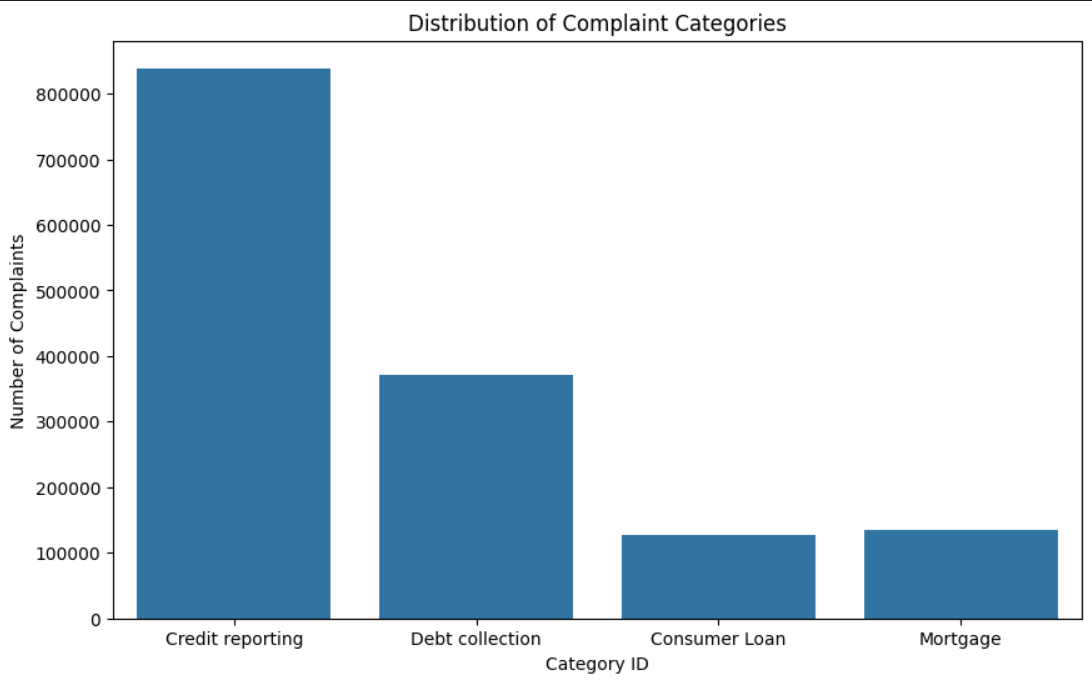 Distribution of Complaint Categories
Number of Complaints
800000
700000
600000
500000
400000
300000
200000
100000
0
Credit reporting
Debt collection
Consumer Loan
Mortgage
Category ID